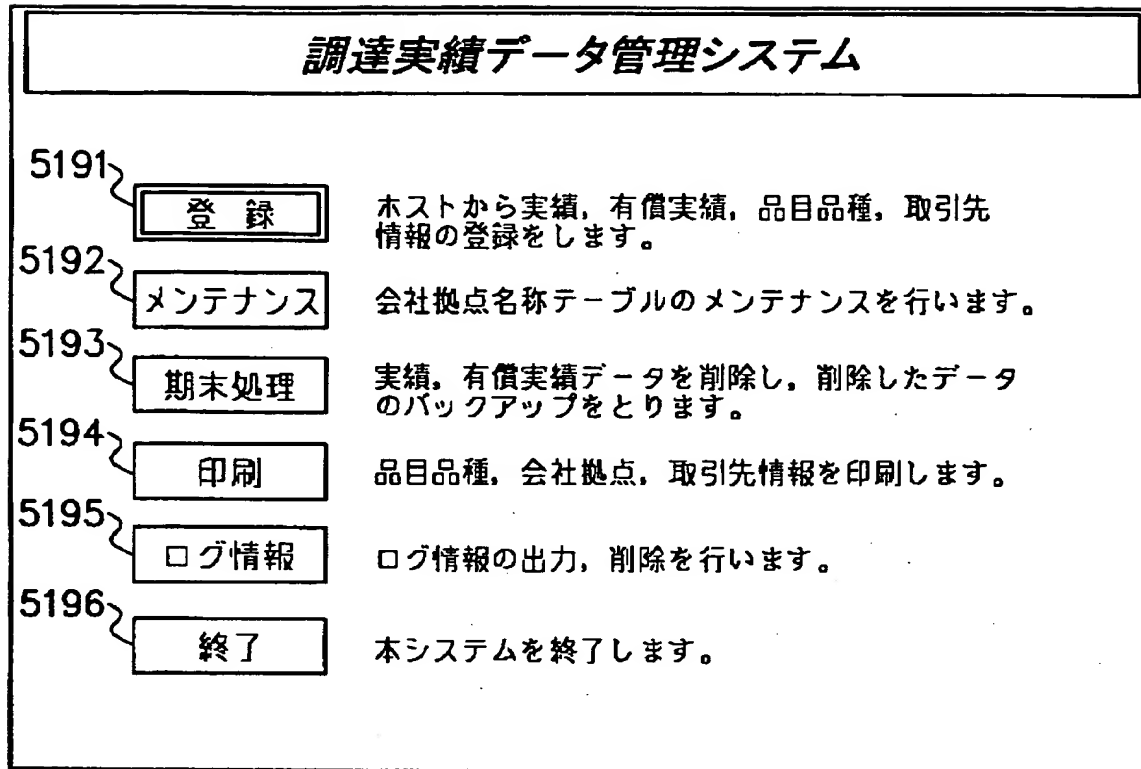 調達実績データ管理システム
5191
登 録
ホストから実績,有償実績,品目品種,取引先
情報の登録をします。
5192
メンテナンス
会社拠点名称テーブルのメンテナンスを行います。
5193
期末処理
実績,有償実績データを削除し,削除したデータ
のバックアップをとります。
5194
印刷
品目品種,会社拠点,取引先情報を印刷します。
5195
ログ情報
ログ情報の出力,削除を行います。
5196
終了
本システムを終了します。